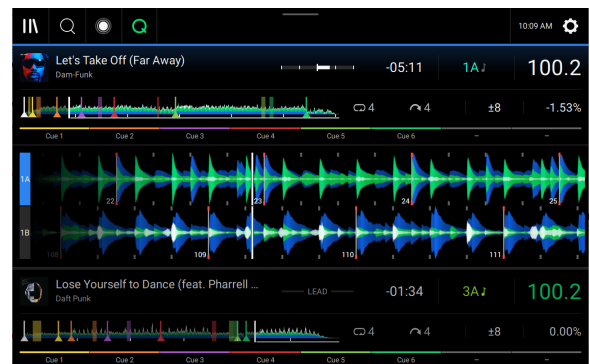 10:09 AM
Let's Take Off (Far Away)
Dam-Funk
-05:11
1A
100.2
4
4
±8
-1.53%
Cue 1 Cue 2 Cue 3 Cue 4 Cue 5 Cue 6 – –
1A
22 23 24 25
1B
108 109 110 111
Lose Yourself to Dance (feat. Pharrell ...
Daft Punk
LEAD
-01:34
3A
100.2
4
4
±8
0.00%
Cue 1 Cue 2 Cue 3 Cue 4 Cue 5 Cue 6 – –